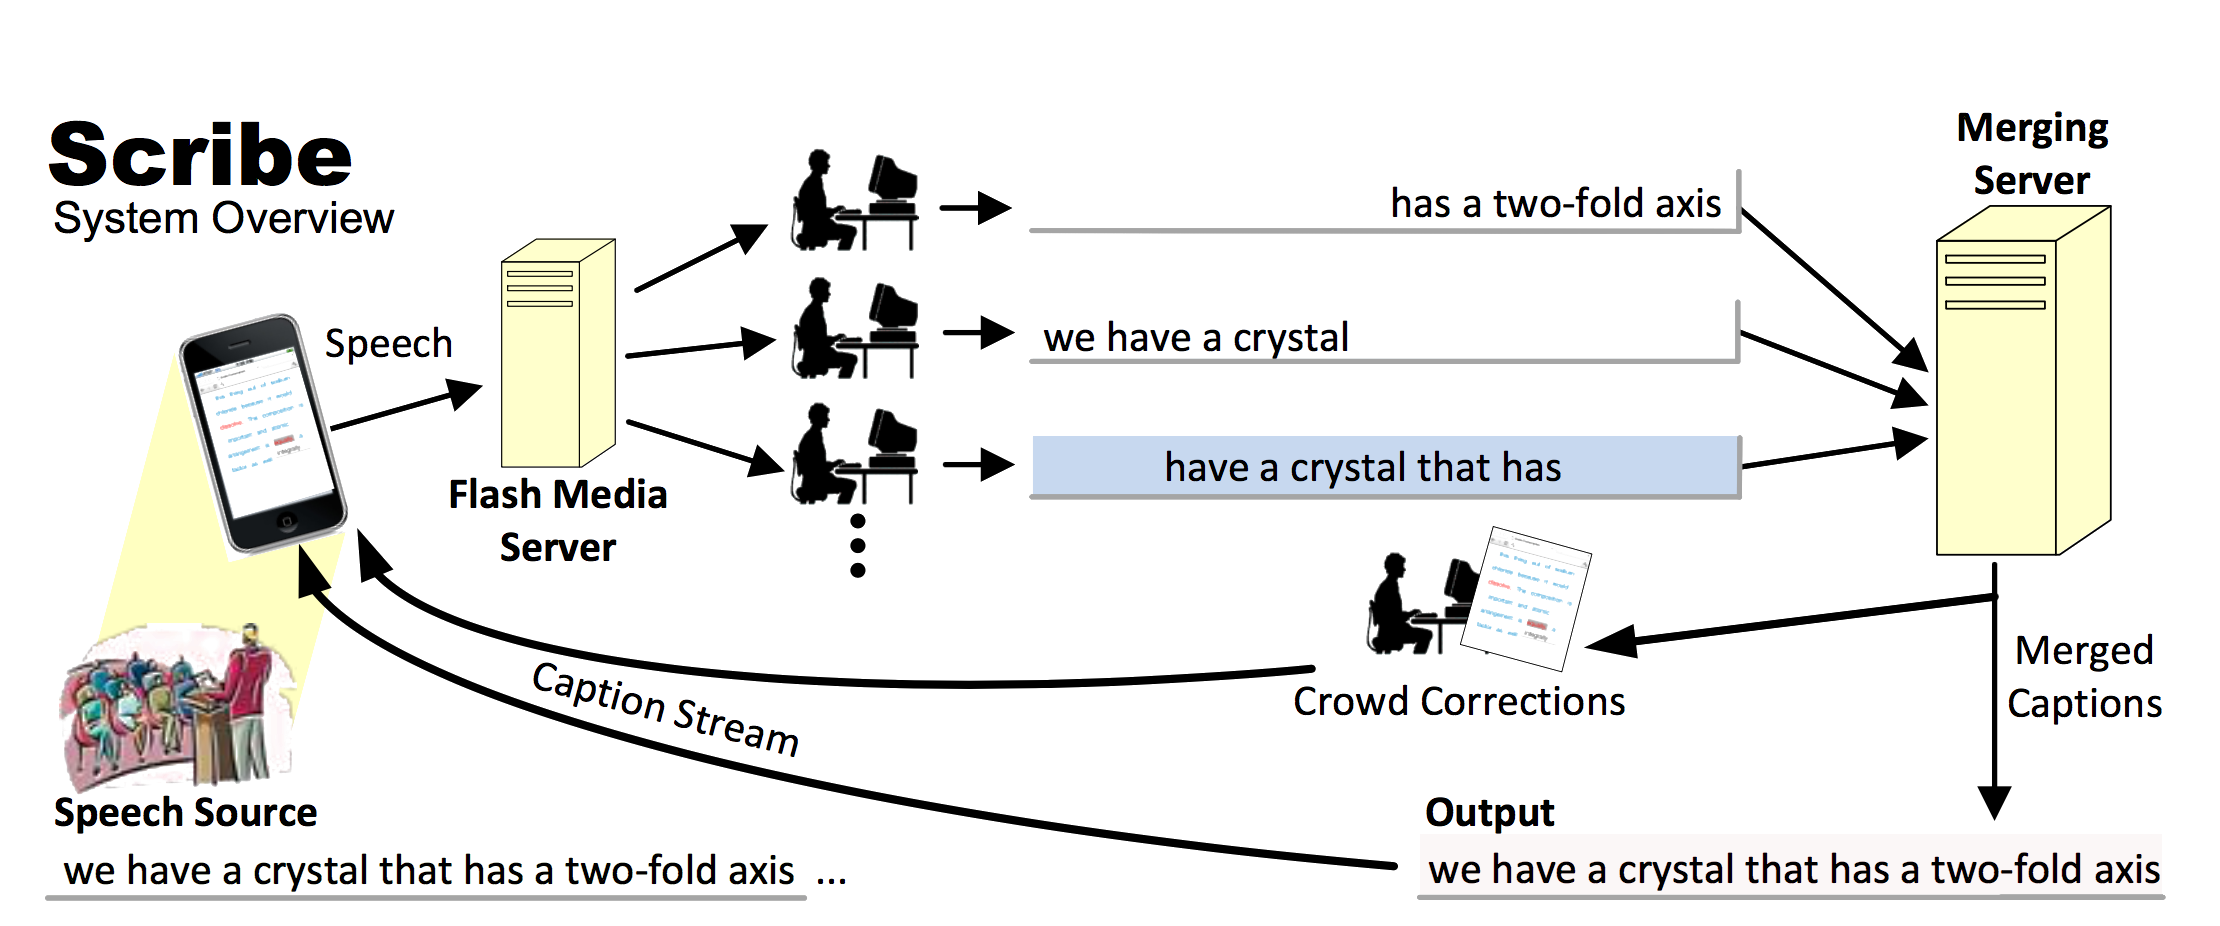 Scribe
System Overview
Speech
Flash Media
Server
has a two-fold axis
we have a crystal
have a crystal that has
Merging
Server
Crowd Corrections
Merged
Captions
Caption Stream
Speech Source
we have a crystal that has a two-fold axis ...
Output
we have a crystal that has a two-fold axis